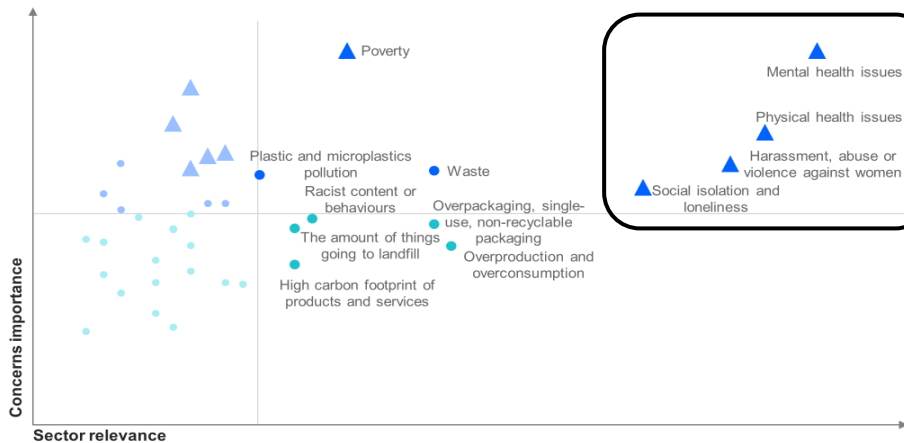 Poverty
Mental health issues
Physical health issues
Harassment, abuse or
violence against women
Social isolation and
loneliness
Plastic and microplastics
pollution
Waste
Racist content or
behaviours
Overpackaging, single-
use, non-recyclable
packaging
The amount of things
going to landfill
Overproduction and
overconsumption
High carbon footprint of
products and services
Concerns importance
Sector relevance